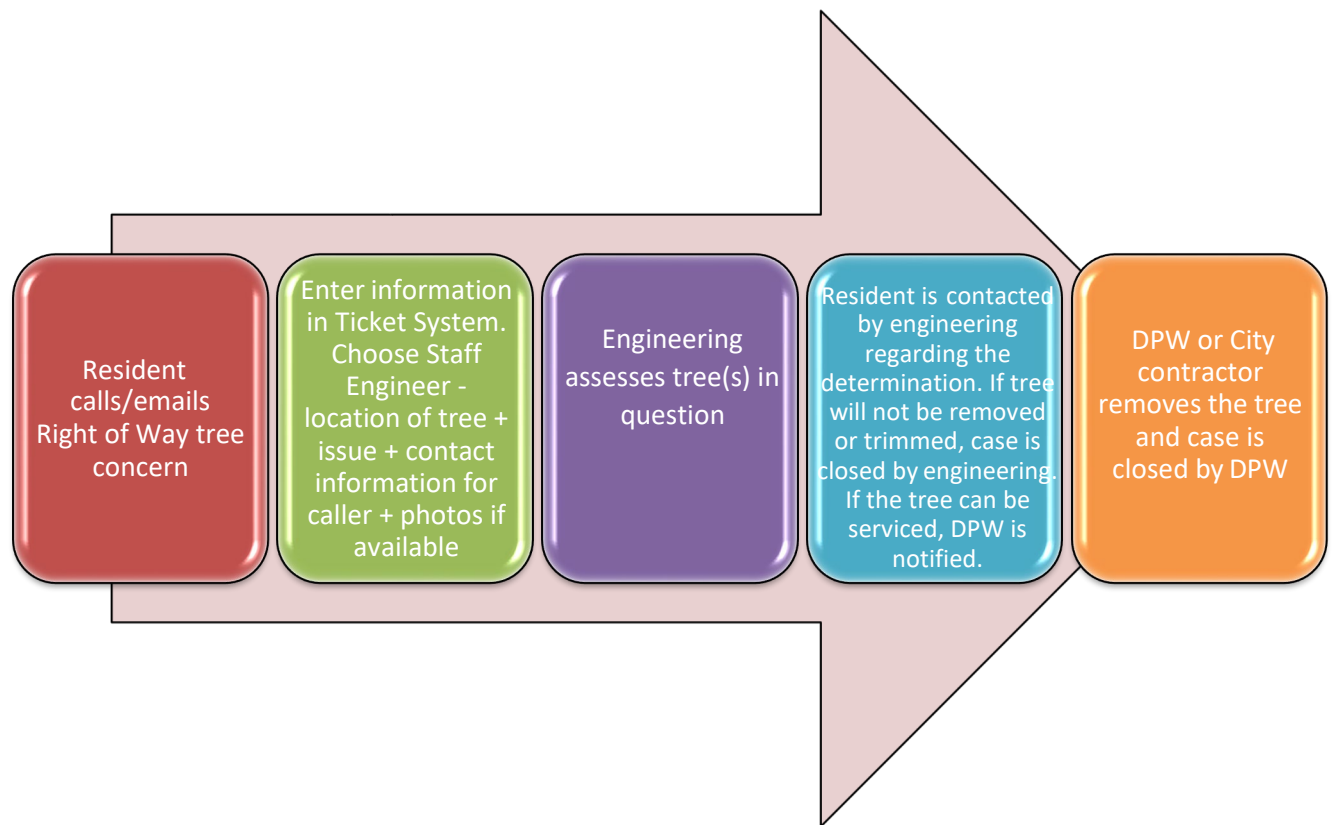 Resident
calls/emails
Right of Way tree
concern
Enter information
in Ticket System.
Choose Staff
Engineer -
location of tree +
issue + contact
information for
caller + photos if
available
Engineering
assesses tree(s) in
question
Resident is contacted
by engineering
regarding the
determination. If tree
will not be removed
or trimmed, case is
closed by engineering.
If the tree can be
serviced, DPW is
notified.
DPW or City
contractor
removes the tree
and case is
closed by DPW